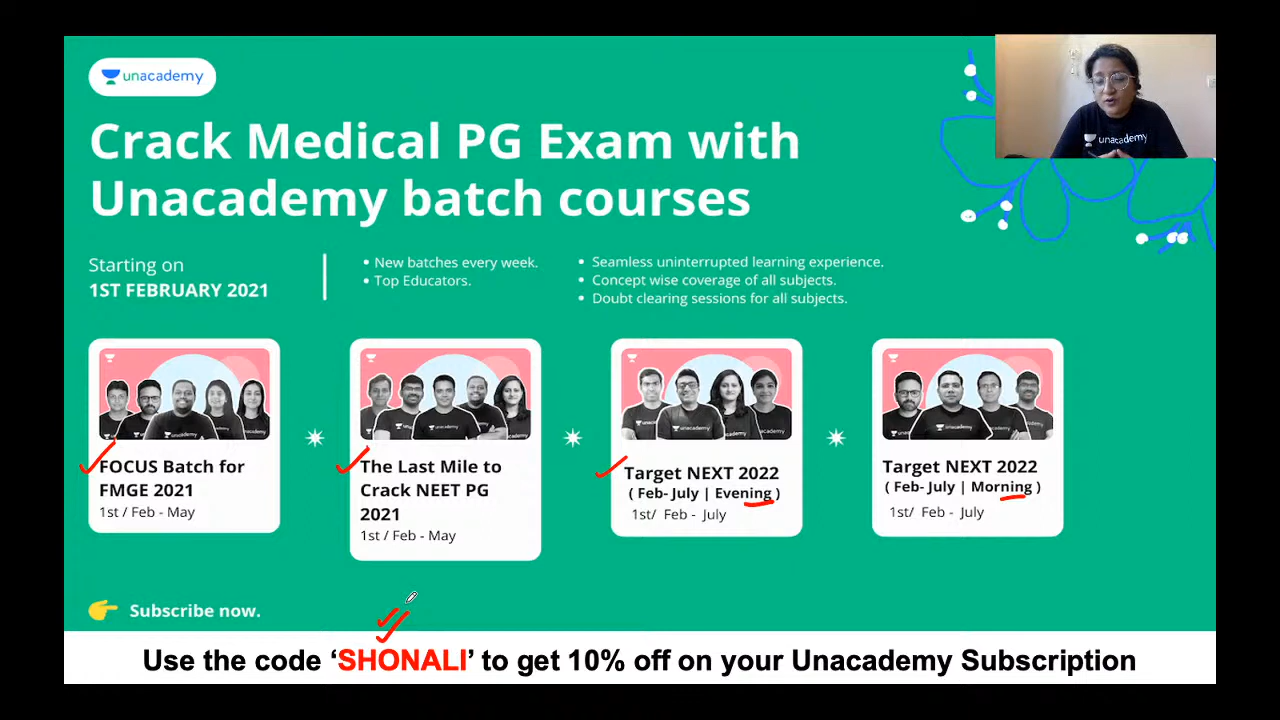 unacademy
unacademy
Crack Medical PG Exam with
Unacademy batch courses
Starting on
1ST FEBRUARY 2021
• New batches every week.
• Top Educators.
• Seamless uninterrupted learning experience.
• Concept wise coverage of all subjects.
• Doubt clearing sessions for all subjects.
FOCUS Batch for
FMGE 2021
1st / Feb - May
The Last Mile to
Crack NEET PG
2021
1st / Feb - May
Target NEXT 2022
( Feb- July | Evening )
1st/ Feb - July
Target NEXT 2022
( Feb- July | Morning )
1st/ Feb - July
Subscribe now.
Use the code ‘SHONALI’ to get 10% off on your Unacademy Subscription